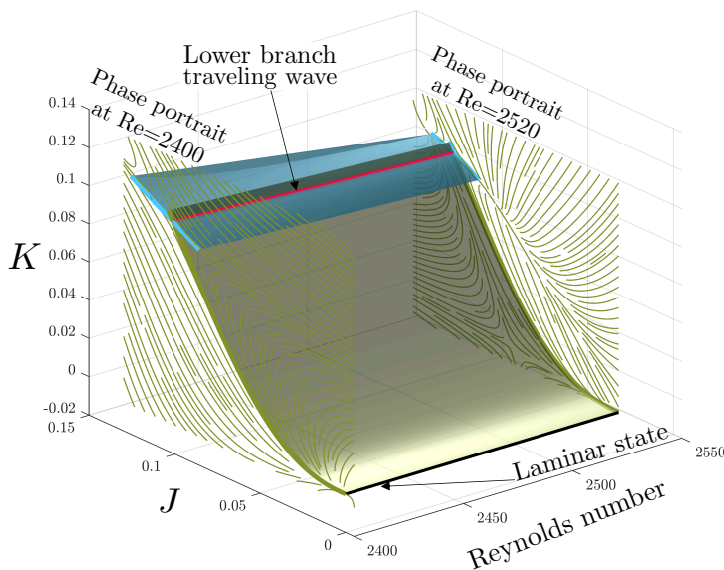 Lower branch
traveling wave
Phase portrait
at Re=2400
Phase portrait
at Re=2520
K
0.14
0.12
0.1
0.08
0.06
0.04
0.02
0
-0.02
0.15
0.1
0.05
0
J
2400
2450
2500
2550
Laminar state
Reynolds number